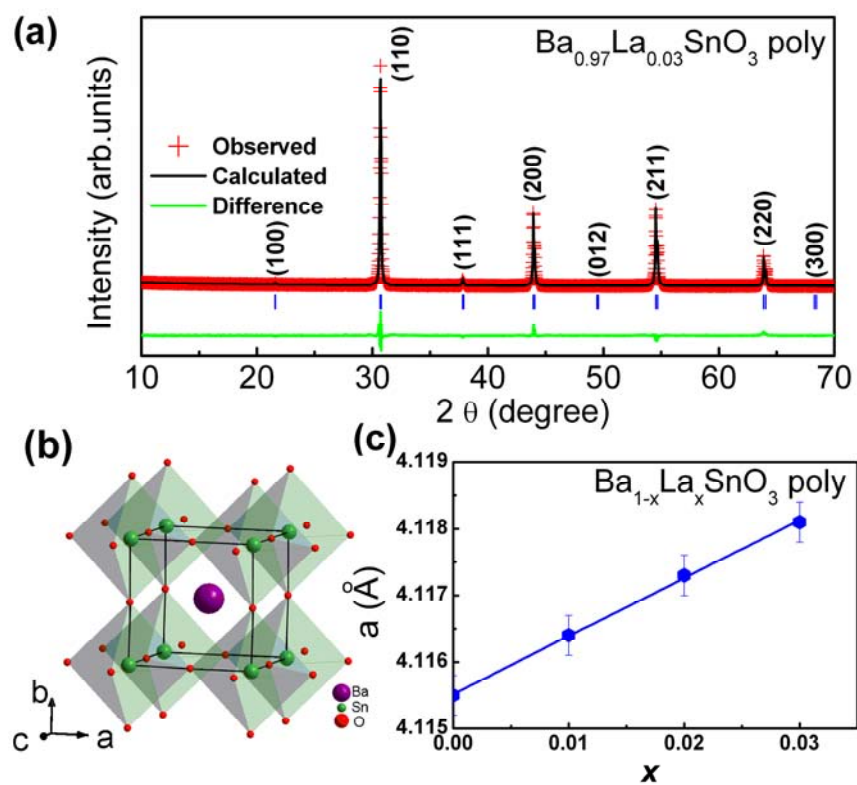 (a)
Ba0.97La0.03SnO3 poly
Intensity (arb.units)
Observed
Calculated
Difference
(100)
(110)
(111)
(200)
(012)
(211)
(220)
(300)
10 20 30 40 50 60 70
2 θ (degree)
(b)
b
c
a
Ba
Sn
O
(c)
Ba1-xLaxSnO3 poly
a (Å)
4.119
4.118
4.117
4.116
4.115
0.00 0.01 0.02 0.03
x